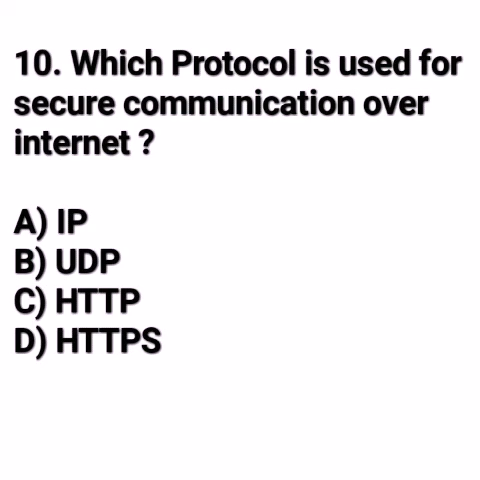 10. Which Protocol is used for
secure communication over
internet ?
A) IP
B) UDP
C) HTTP
D) HTTPS